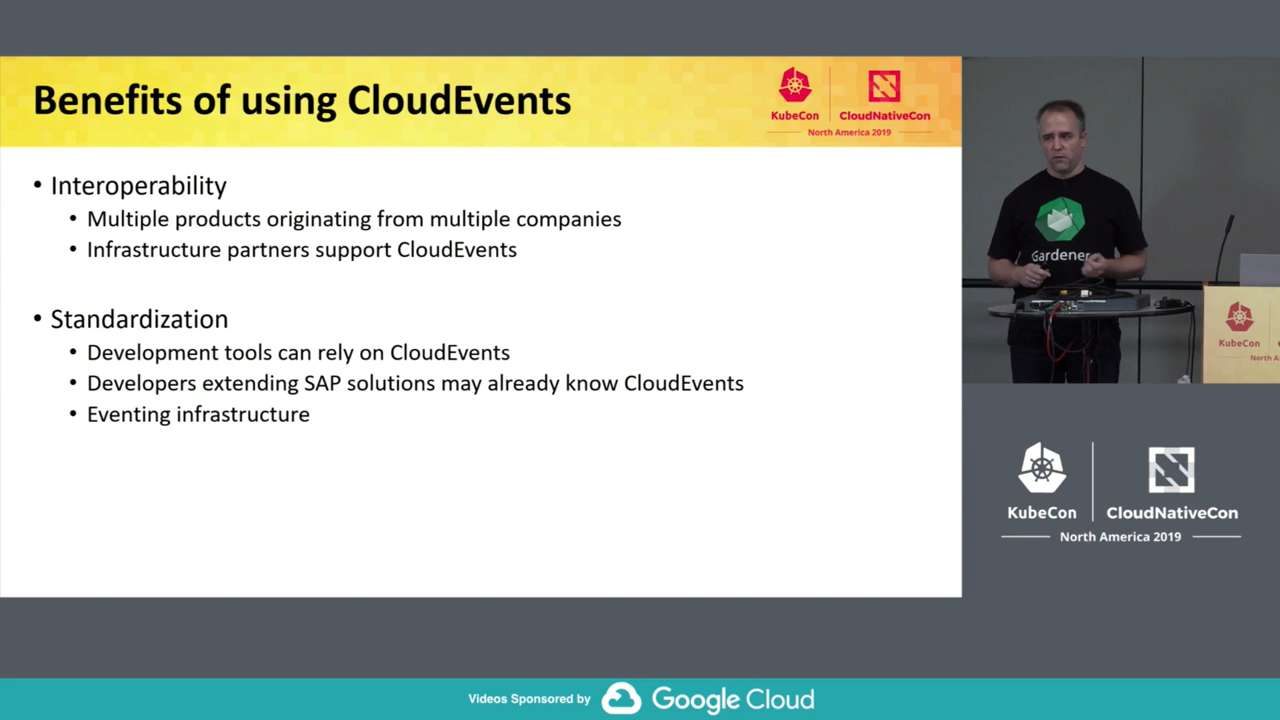 Benefits of using CloudEvents
KubeCon
CloudNativeCon
North America 2019
• Interoperability
• Multiple products originating from multiple companies
• Infrastructure partners support CloudEvents
• Standardization
• Development tools can rely on CloudEvents
• Developers extending SAP solutions may already know CloudEvents
• Eventing infrastructure
Gardener
KubeCon
North A
KubeCon
CloudNativeCon
North America 2019
Videos Sponsored by Google Cloud